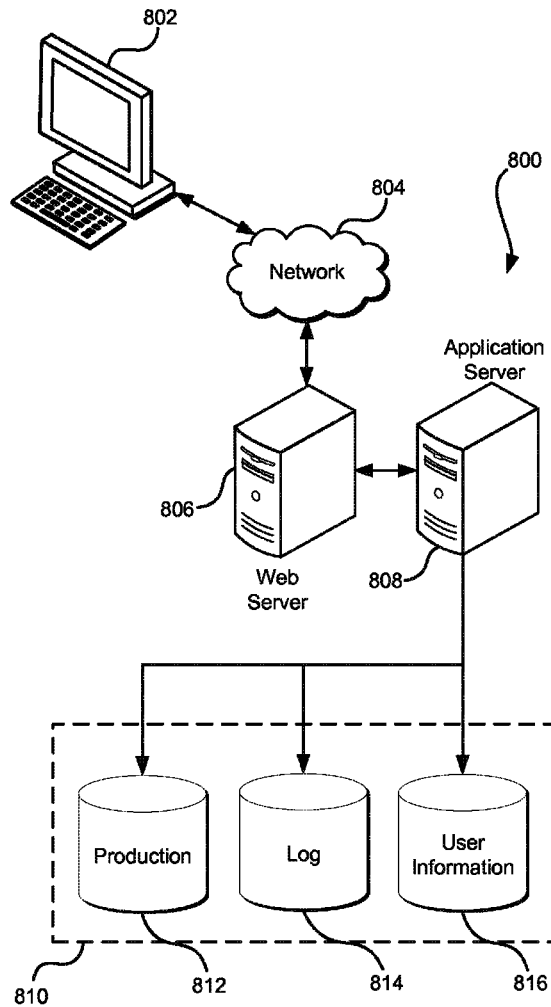 802
800
804
Network
Application
Server
806
Web
Server
808
Production
Log
User
Information
810
812
814
816